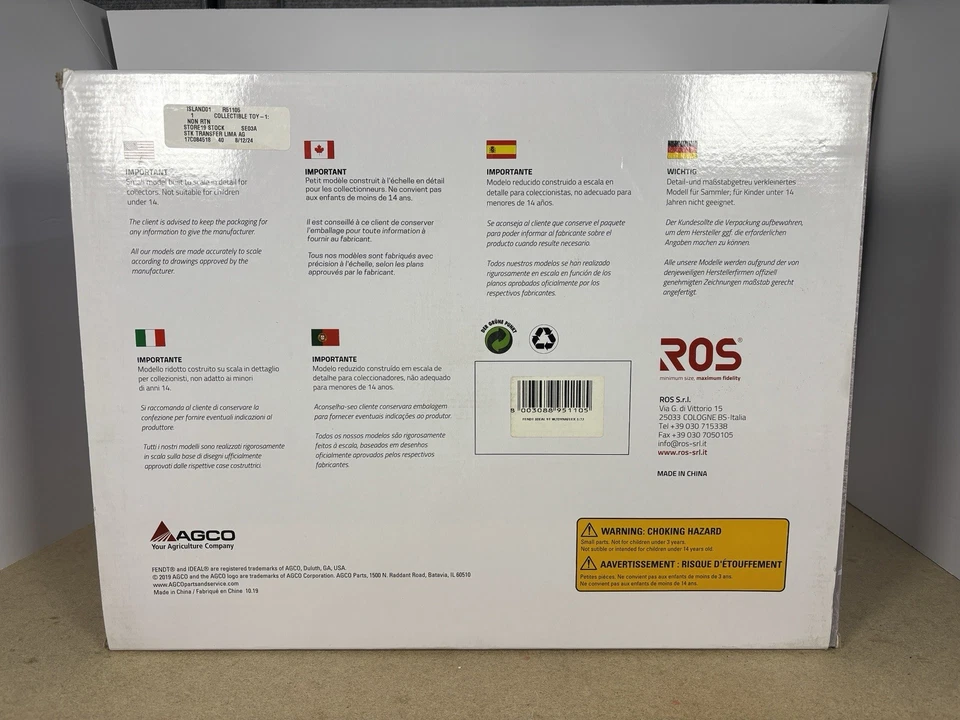 ISLAND01 R51105
1 COLLECTIBLE TOY-1:
NON RTN
STORE19 STOCK SE03A
STK TRANSFER LIMA AG
17C084518 40 8/12/24
IMPORTANT
Small model built to scale in detail for
collectors. Not suitable for children
under 14.
The client is advised to keep the packaging for
any information to give the manufacturer.
All our models are made accurately to scale
according to drawings approved by the
manufacturer.
IMPORTANT
Petit modèle construit à l'échelle en détail
pour les collectionneurs. Ne convient pas
aux enfants de moins de 14 ans.
Il est conseillé à ce client de conserver
l'emballage pour toute information à
fournir au fabricant.
Tous nos modèles sont fabriqués avec
précision à l'échelle, selon les plans
approuvés par le fabricant.
IMPORTANTE
Modelo reducido construido a escala
en detalle para coleccionistas, no adecuado para
menores de 14 años.
Se aconseja al cliente que conserve el paquete
para poder informar al fabricante sobre el
producto cuando resulte necesario.
Todos nuestros modelos se han realizado
rigurosamente en escala en función de los
planos aprobados oficialmente por los
respectivos fabricantes.
WICHTIG
Detail-und maßstabgetreu verkleinertes
Modell für Sammler; für Kinder unter 14
Jahren nicht geeignet.
Der Kundesollte die Verpackung aufbewahren,
um dem Hersteller ggf. die erforderlichen
Angaben machen zu können.
Alle unsere Modelle werden aufgrund der von
denjeweiligen Herstellerfirmen offiziell
genehmigten Zeichnungen maßstab gerecht
angefertigt.
IMPORTANTE
Modello ridotto costruito su scala in dettaglio
per collezionisti, non adatto ai minori
di anni 14.
Si raccomanda al cliente di conservare la
confezione per fornire eventuali indicazioni al
produttore.
Tutti i nostri modelli sono realizzati rigorosamente
in scala sulla base di disegni ufficialmente
approvati dalle rispettive case costruttrici.
IMPORTANTE
Modelo reduzido construído em escala de
detalhe para coleccionadores, não adequado
para menores de 14 anos.
Aconselha-seo cliente conservara embalagem
para fornecer eventuais indicações ao produtor.
Todos os nossos modelos são rigorosamente
feitos à escala, baseados em desenhos
oficialmente aprovados pelos respectivos
fabricantes.
DER GRÜNE PUNKT
8 003088 951105
ROS®
minimum size, maximum fidelity
ROS S.r.l.
Via G. di Vittorio 15
25033 COLOGNE BS-Italia
Tel +39 030 715338
Fax +39 030 7050105
info@ros-srl.it
www.ros-srl.it
MADE IN CHINA
AGCO
Your Agriculture Company
FENDT® and IDEAL® are registered trademarks of AGCO, Duluth, GA, USA.
© 2019 AGCO and the AGCO logo are trademarks of AGCO Corporation. AGCO Parts, 1500 N. Raddant Road, Batavia, IL 60510
www.AGCOpartsandservice.com
Made in China / Fabriqué en Chine 10.19
WARNING: CHOKING HAZARD
Small parts. Not for children under 3 years.
Not sutible or intended for children under 14 years old.
AAVERTISSEMENT : RISQUE D'ÉTOUFFEMENT
Petites pièces. Ne convient pas aux enfants de moins de 3 ans.
Ne convient pas aux enfants de moins de 14 ans.